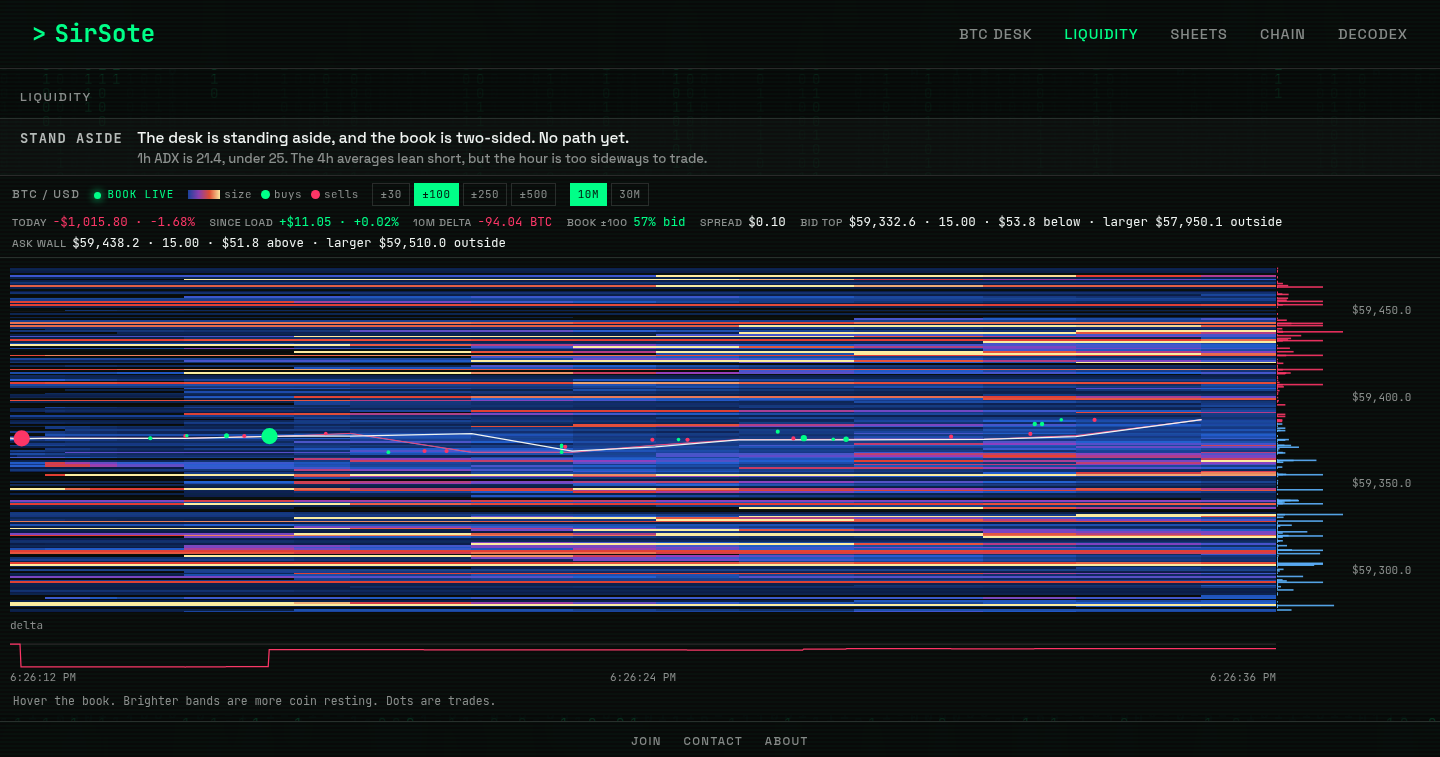 > SirSote
BTC DESK LIQUIDITY SHEETS CHAIN DECODEX
LIQUIDITY
STAND ASIDE The desk is standing aside, and the book is two-sided. No path yet.
1h ADX is 21.4, under 25. The 4h averages lean short, but the hour is too sideways to trade.
BTC / USD BOOK LIVE size buys sells ±30 ±100 ±250 ±500 10M 30M
TODAY -$1,015.80 · -1.68% SINCE LOAD +$11.05 · +0.02% 10M DELTA -94.04 BTC BOOK ±100 57% bid SPREAD $0.10 BID TOP $59,332.6 · 15.00 · $53.8 below · larger $57,950.1 outside
ASK WALL $59,438.2 · 15.00 · $51.8 above · larger $59,510.0 outside
$59,450.0
$59,400.0
$59,350.0
$59,300.0
delta
6:26:12 PM 6:26:24 PM 6:26:36 PM
Hover the book. Brighter bands are more coin resting. Dots are trades.
JOIN CONTACT ABOUT